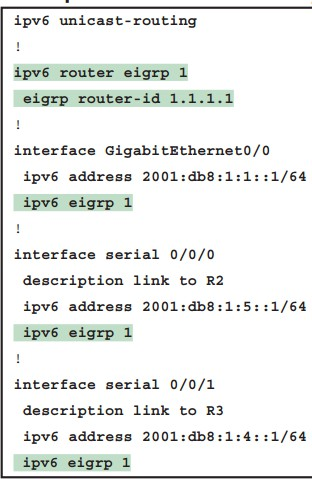 ipv6 unicast-routing
!
ipv6 router eigrp 1
eigrp router-id 1.1.1.1
!
interface GigabitEthernet0/0
ipv6 address 2001:db8:1:1::1/64
ipv6 eigrp 1
!
interface serial 0/0/0
description link to R2
ipv6 address 2001:db8:1:5::1/64
ipv6 eigrp 1
!
interface serial 0/0/1
description link to R3
ipv6 address 2001:db8:1:4::1/64
ipv6 eigrp 1